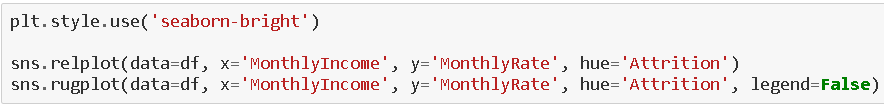 plt.style.use('seaborn-bright')
sns.relplot(data=df, x='MonthlyIncome', y='MonthlyRate', hue='Attrition')
sns.rugplot(data=df, x='MonthlyIncome', y='MonthlyRate', hue='Attrition', legend=False)